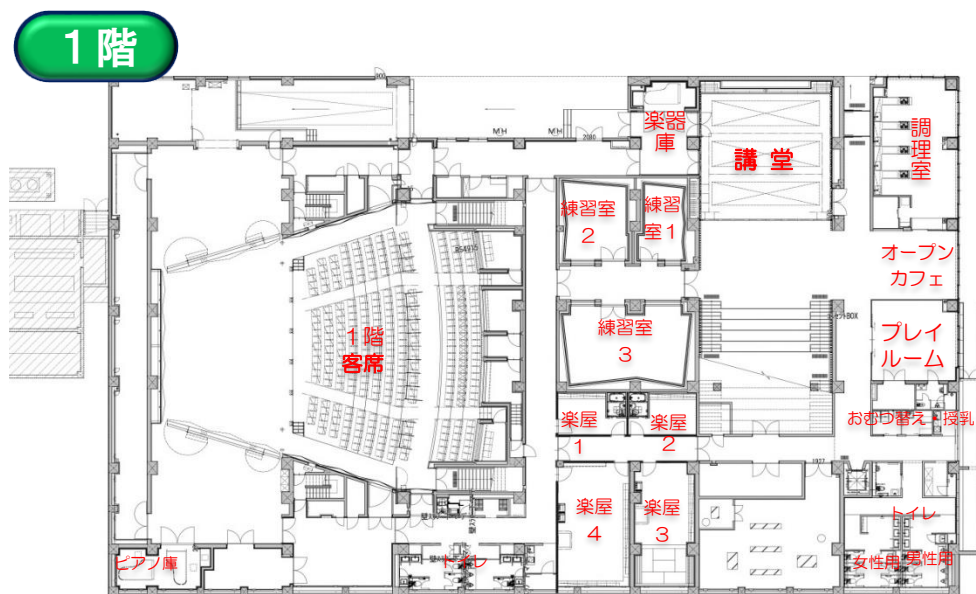 1階
楽器
庫
講 堂
調
理
室
MH
MH
2080
練習室
2
練習
室1
オープン
カフェ
1階
客席
練習室
3
プレイ
ルーム
楽屋
1
楽屋
2
おむつ替え
授乳
楽屋
4
楽屋
3
トイレ
女性用
男性用
ピアノ庫
トイレ